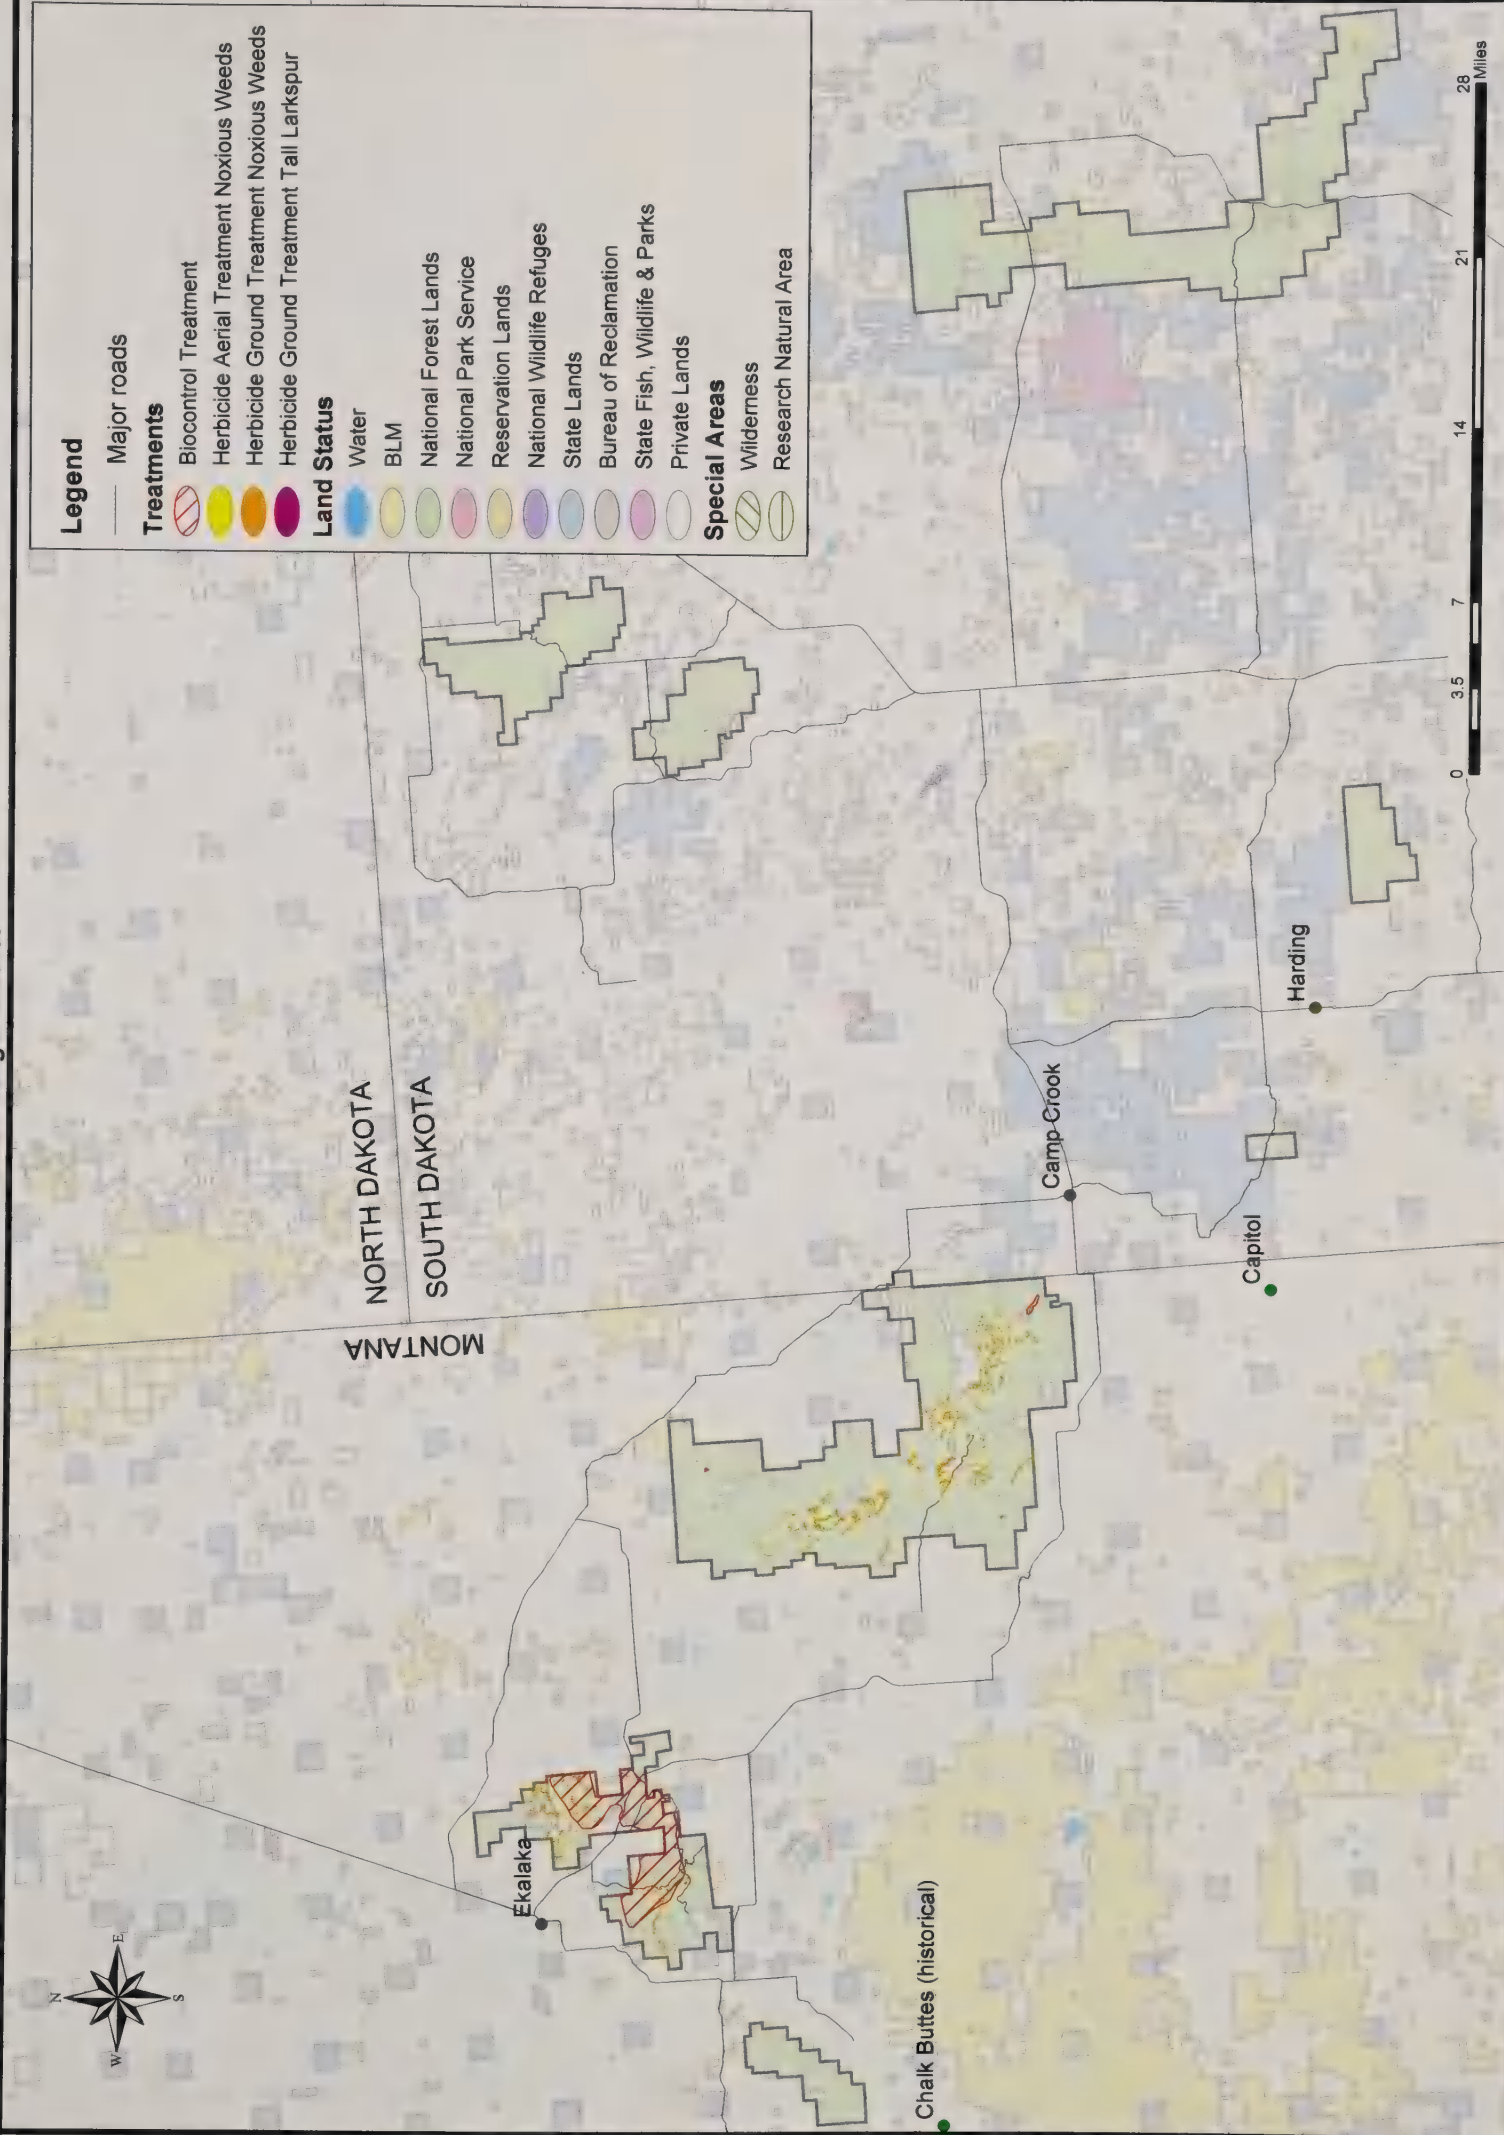 Legend
Major roads
Treatments
Biocontrol Treatment
Herbicide Aerial Treatment Noxious Weeds
Herbicide Ground Treatment Noxious Weeds
Herbicide Ground Treatment Tall Larkspur
Land Status
Water
BLM
National Forest Lands
National Park Service
Reservation Lands
National Wildlife Refuges
State Lands
Bureau of Reclamation
State Fish, Wildlife & Parks
Private Lands
Special Areas
Wilderness
Research Natural Area
N
E
S
W
NORTH DAKOTA
SOUTH DAKOTA
MONTANA
Ekalaka
Chalk Buttes (historical)
Camp Crook
Capitol
Harding
0 3.5 7 14 21 28
Miles